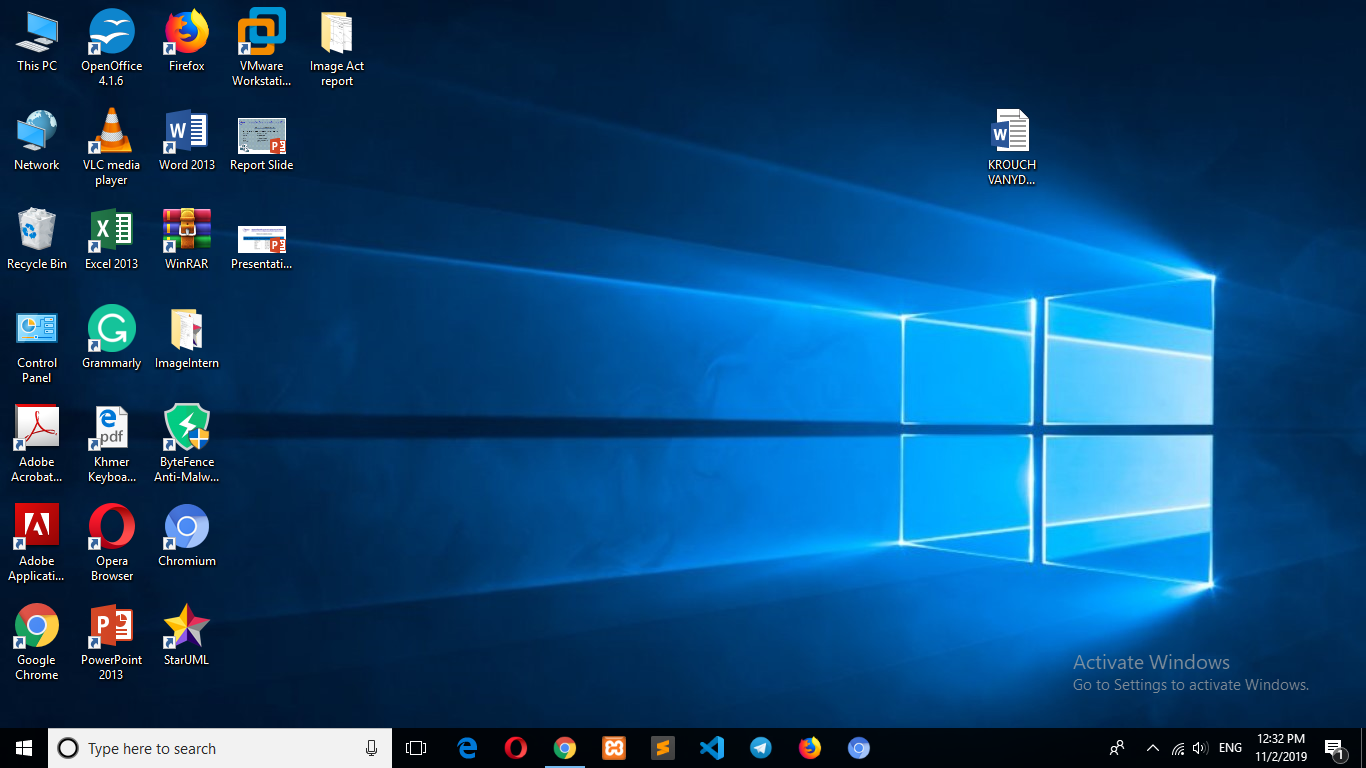 This PC
OpenOffice
4.1.6
Firefox
VMware
Workstati...
Image Act
report
Network
VLC media
player
Word 2013
Report Slide
KROUCH
VANYD...
Recycle Bin
Excel 2013
WinRAR
Presentati...
Control
Panel
Grammarly
ImageIntern
Adobe
Acrobat...
Khmer
Keyboa...
ByteFence
Anti-Malw...
Adobe
Applicati...
Opera
Browser
Chromium
Google
Chrome
PowerPoint
2013
StarUML
Activate Windows
Go to Settings to activate Windows.
Type here to search
ENG
12:32 PM
11/2/2019
1